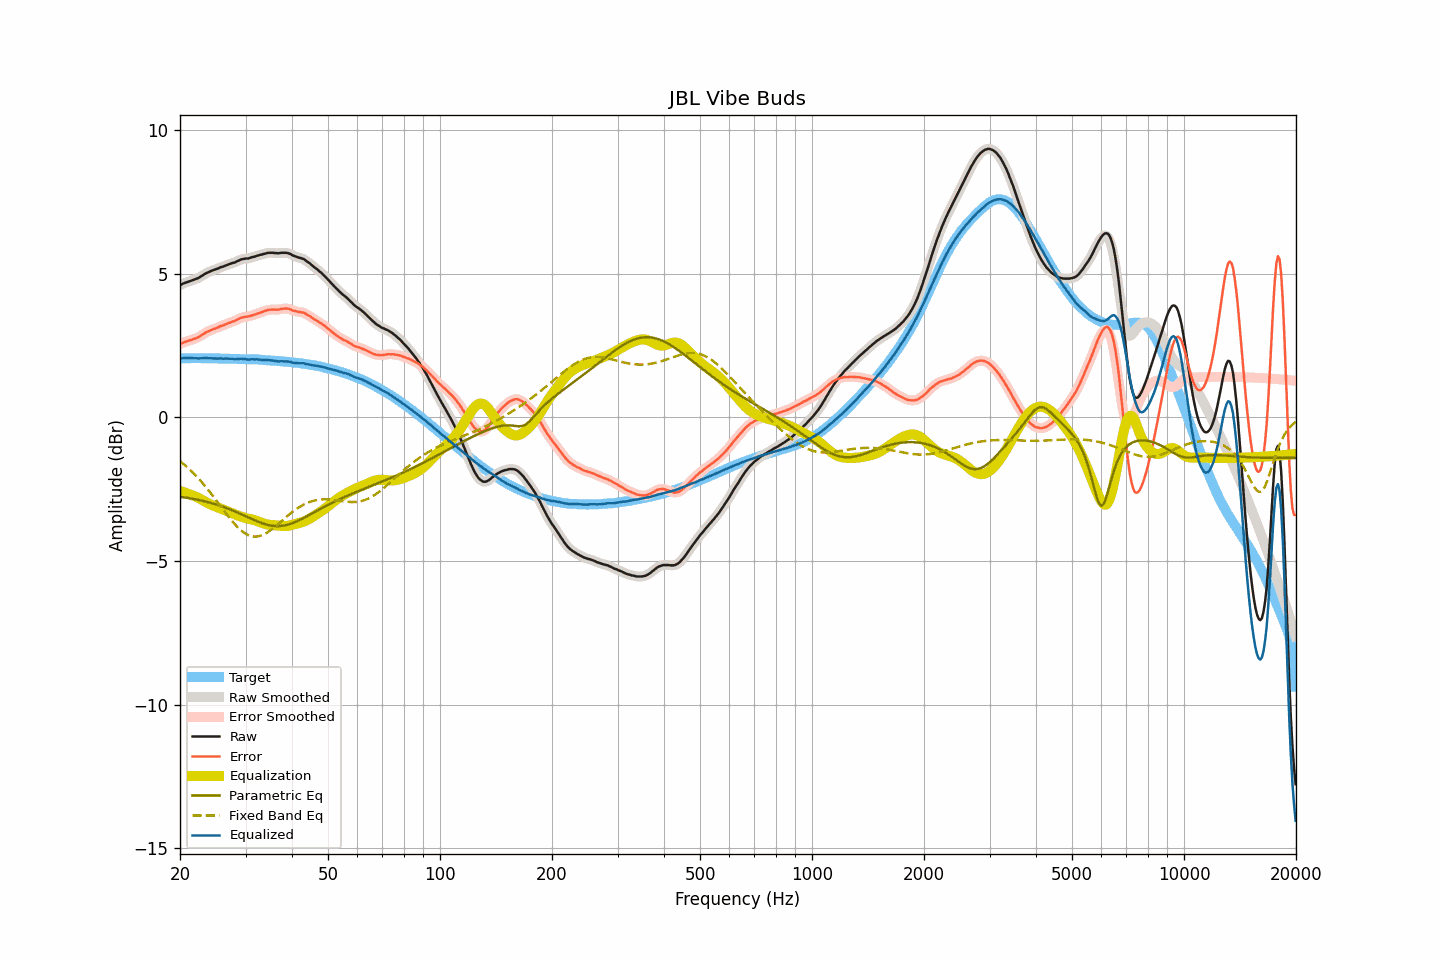 JBL Vibe Buds
Amplitude (dBr)
10
5
0
−5
−10
−15
Target
Raw Smoothed
Error Smoothed
Raw
Error
Equalization
Parametric Eq
Fixed Band Eq
Equalized
20 50 100 200 500 1000 2000 5000 10000 20000
Frequency (Hz)